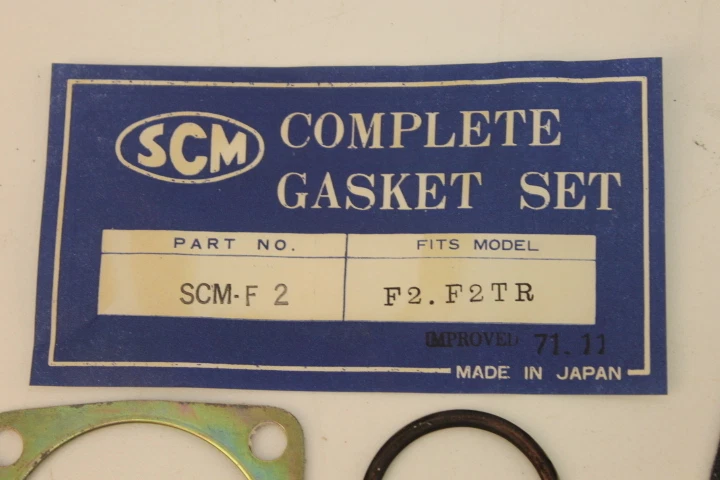 SCM
COMPLETE
GASKET SET
PART NO. FITS MODEL
SCM-F 2 F2.F2TR
IMPROVED 71.11
MADE IN JAPAN